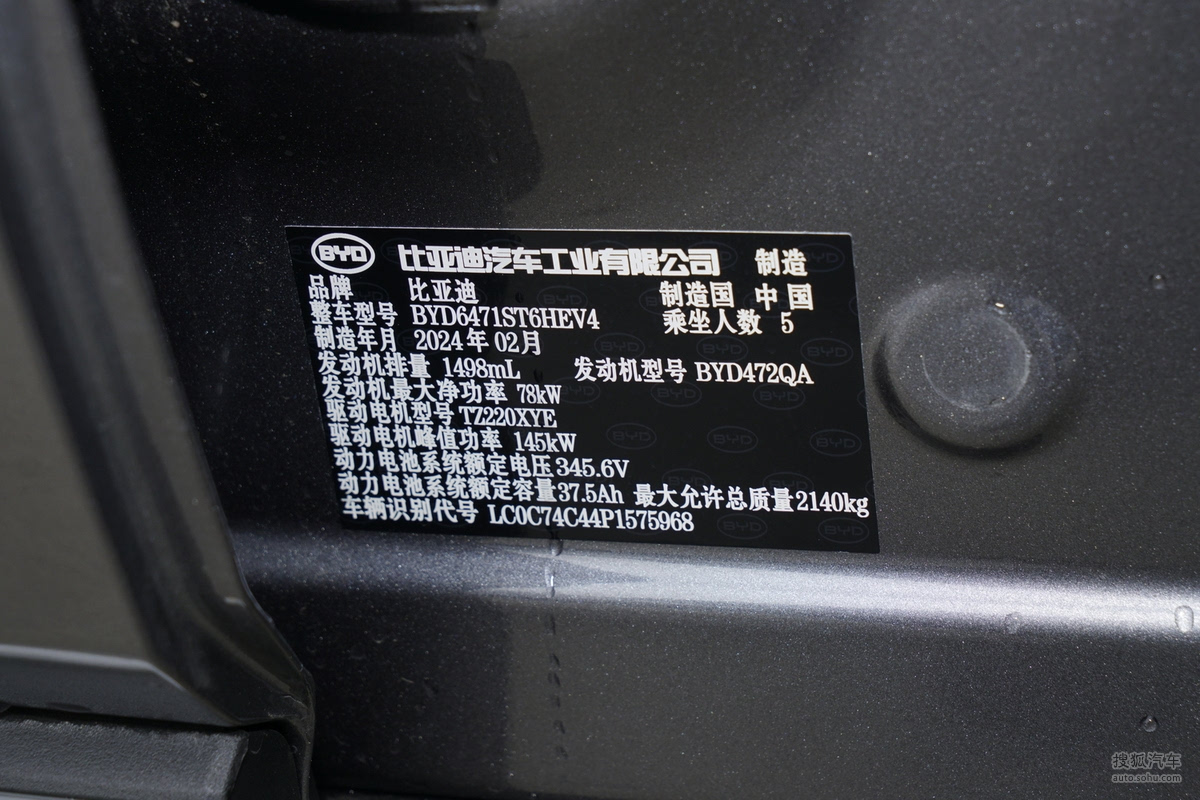 BYD 比亚迪汽车工业有限公司 制造
品牌 比亚迪 制造国 中国
整车型号 BYD6471ST6HEV4 乘坐人数 5
制造年月 2024年 02月
发动机排量 1498mL 发动机型号 BYD472QA
发动机最大净功率 78kW
驱动电机型号 TZ220XYE
驱动电机峰值功率 145kW
动力电池系统额定电压 345.6V
动力电池系统额定容量 37.5Ah 最大允许总质量 2140kg
车辆识别代号 LC0C74C44P1575968
搜狐汽车
auto.sohu.com